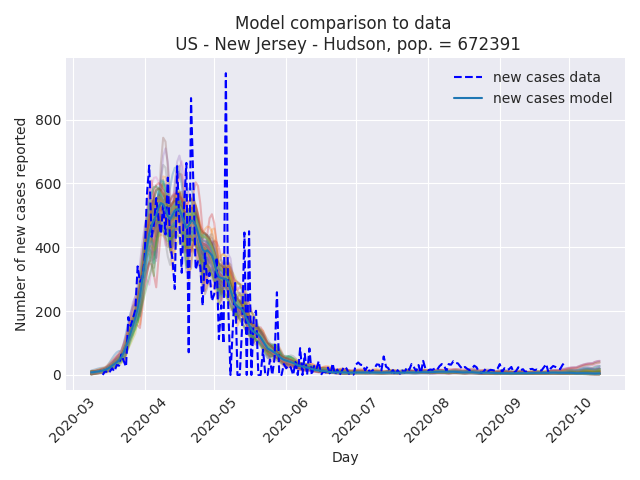 Model comparison to data
US - New Jersey - Hudson, pop. = 672391
new cases data
new cases model
Number of new cases reported
800
600
400
200
0
2020-03
2020-04
2020-05
2020-06
2020-07
2020-08
2020-09
2020-10
Day